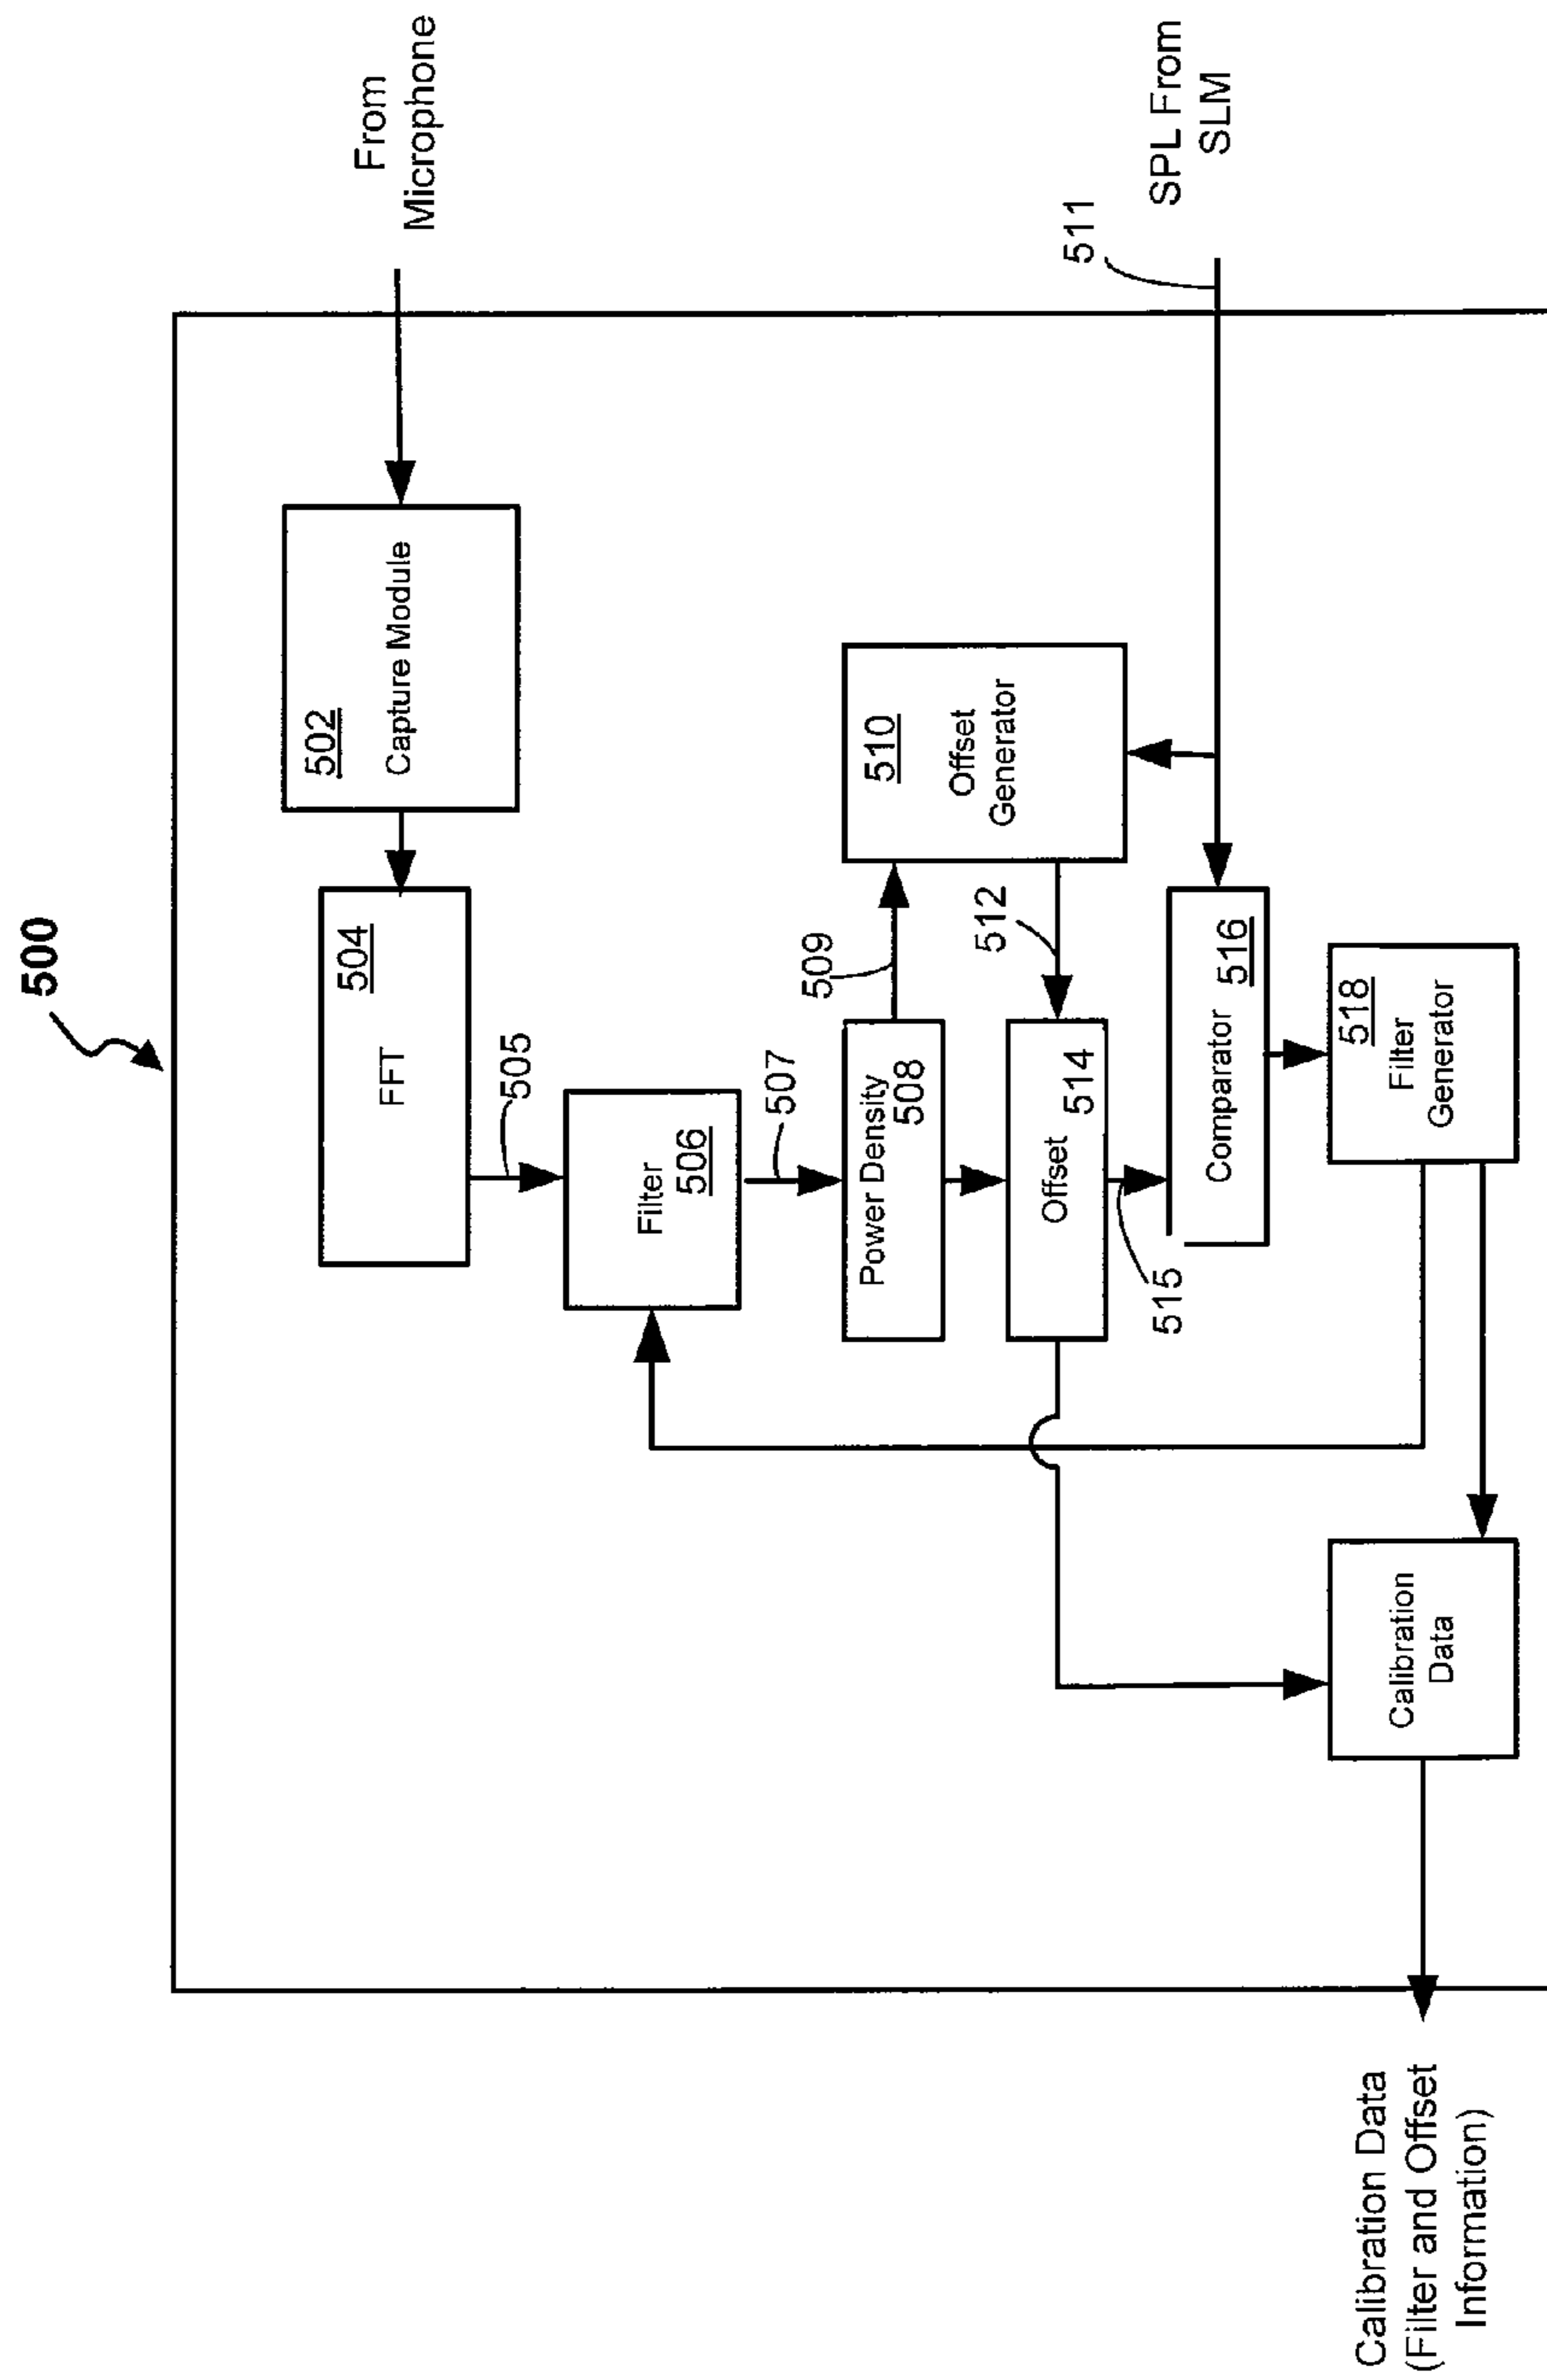 500
From
Microphone
502
Capture Module
504
FFT
505
Filter
506
507
Power Density
508
509
510
Offset
Generator
SPL From
SLM
511
512
Offset
514
515
Comparator
516
518
Filter
Generator
Calibration
Data
Calibration Data
(Filter and Offset
Information)